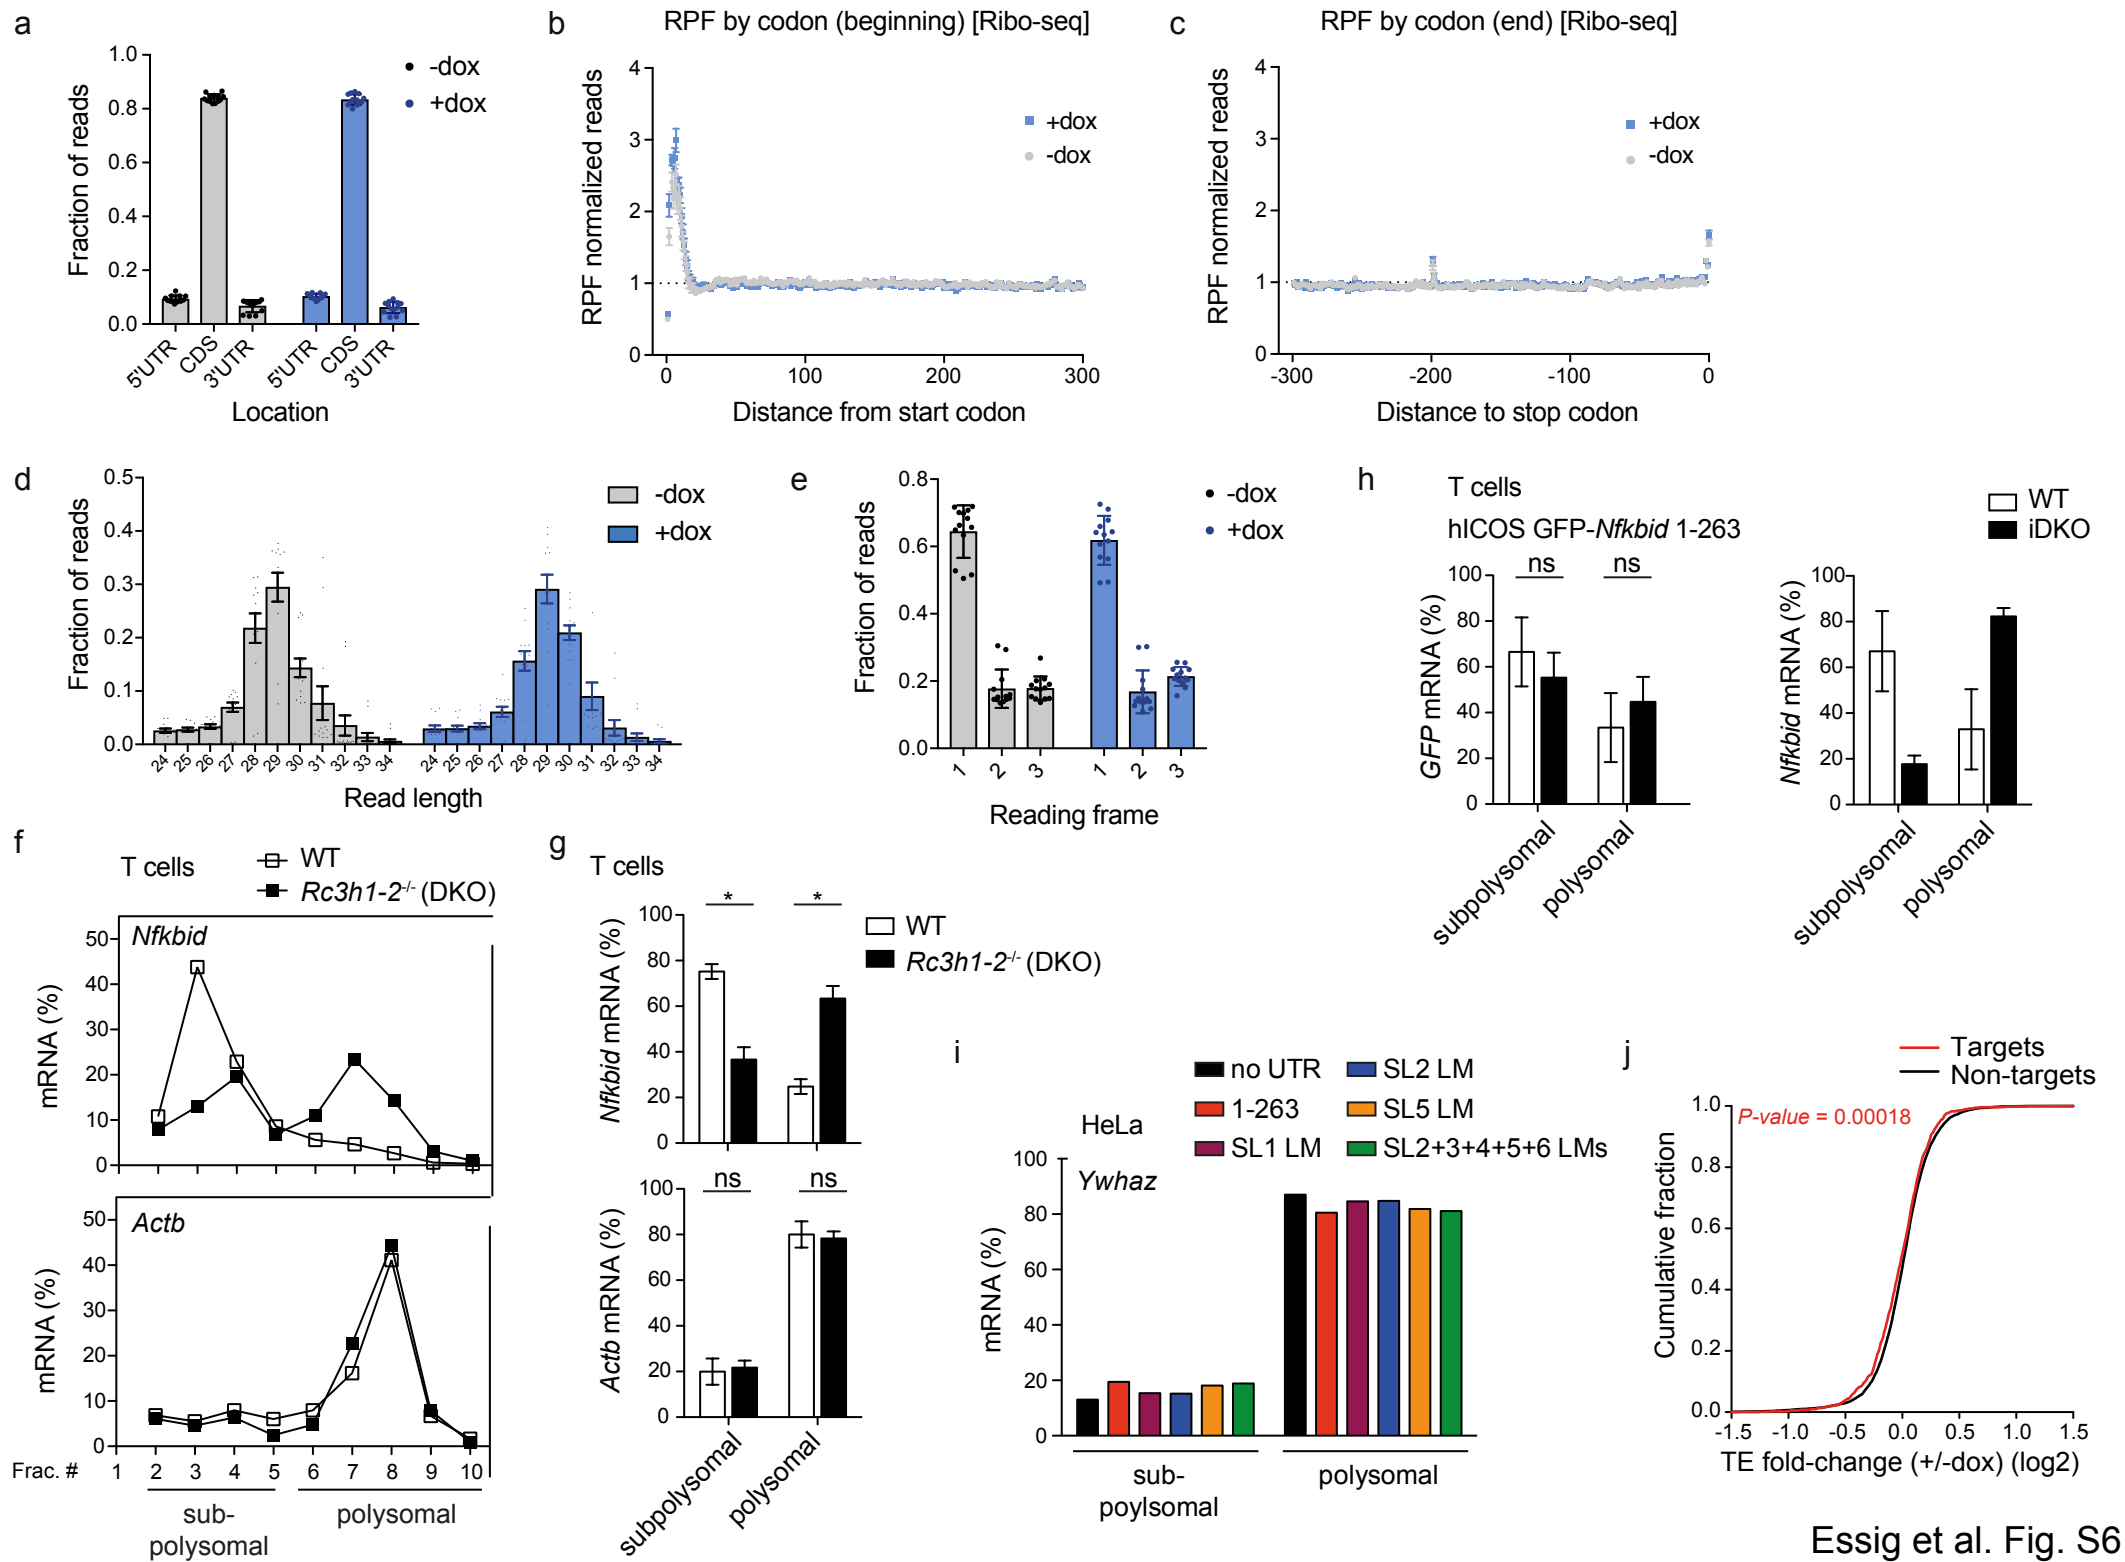 a
1.0
0.8
0.6
0.4
0.2
0.0
Fraction of reads
-dox
+dox
5'UTR
CDS
3'UTR
5'UTR
CDS
3'UTR
Location
b
RPF by codon (beginning) [Ribo-seq]
4
3
2
1
0
RPF normalized reads
+dox
-dox
0
100
200
300
Distance from start codon
c
RPF by codon (end) [Ribo-seq]
4
3
2
1
0
RPF normalized reads
+dox
-dox
-300
-200
-100
0
Distance to stop codon
d
0.5
0.4
0.3
0.2
0.1
0.0
Fraction of reads
-dox
+dox
24
25
26
27
28
29
30
31
32
33
34
24
25
26
27
28
29
30
31
32
33
34
Read length
e
0.8
0.6
0.4
0.2
0.0
Fraction of reads
-dox
+dox
1
2
3
1
2
3
Reading frame
h
T cells
hICOS GFP-Nfkbid 1-263
WT
iDKO
ns
ns
100
80
60
40
20
0
GFP mRNA (%)
subpolysomal
polysomal
100
80
60
40
20
0
Nfkbid mRNA (%)
subpolysomal
polysomal
f
T cells
WT
Rc3h1-2-/- (DKO)
Nfkbid
50
40
30
20
10
0
mRNA (%)
Actb
50
40
30
20
10
0
mRNA (%)
Frac. #
1
2
3
4
5
6
7
8
9
10
sub-
polysomal
polysomal
g
T cells
WT
Rc3h1-2-/- (DKO)
*
*
100
80
60
40
20
0
Nfkbid mRNA (%)
ns
ns
100
80
60
40
20
0
Actb mRNA (%)
subpolysomal
polysomal
i
no UTR
1-263
SL1 LM
SL2 LM
SL5 LM
SL2+3+4+5+6 LMs
HeLa
Ywhaz
100
80
60
40
20
0
mRNA (%)
sub-
poylsomal
polysomal
j
Targets
Non-targets
P-value = 0.00018
1.0
0.8
0.6
0.4
0.2
0.0
Cumulative fraction
-1.5
-1.0
-0.5
0.0
0.5
1.0
1.5
TE fold-change (+/-dox) (log2)
Essig et al. Fig. S6